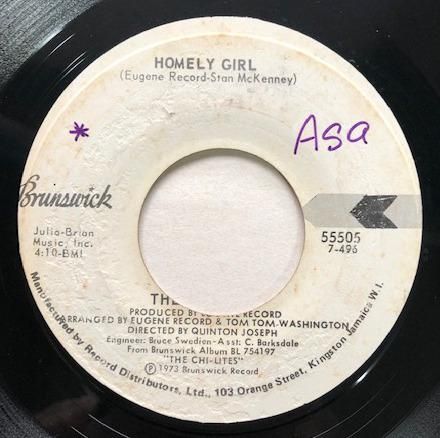 HOMELY GIRL
(Eugene Record-Stan McKenney)
*
Asa
Brunswick
Julio-Brian
Music, Inc.
4:10-BMI
55505
7-496
THE
PRODUCED BY RECORD
ARRANGED BY EUGENE RECORD & TOM TOM-WASHINGTON
DIRECTED BY QUINTON JOSEPH
Engineer: Bruce Swedien-Asst: C. Barksdale
From Brunswick Album BL 754197
"THE CHI-LITES"
Ⓟ 1973 Brunswick Record
Manufactured by Record Distributors, Ltd., 103 Orange Street, Kingston Jamaica W.I.